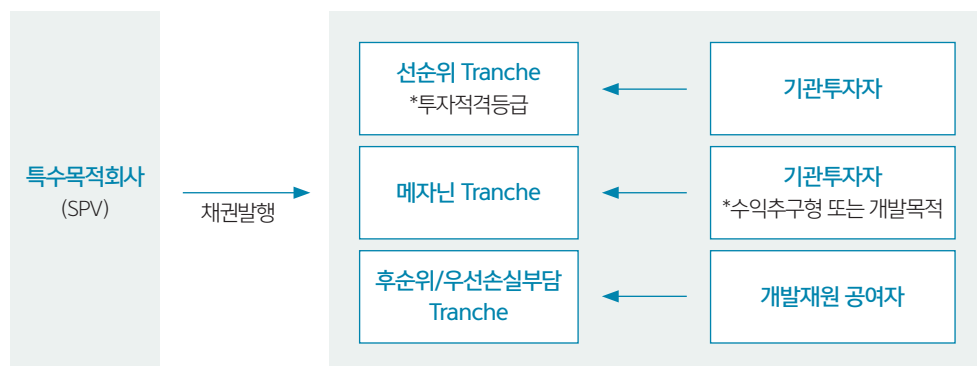 특수목적회사
(SPV)
채권발행
선순위 Tranche
*투자적격등급
기관투자자
메자닌 Tranche
기관투자자
*수익추구형 또는 개발목적
후순위/우선손실부담
Tranche
개발재원 공여자